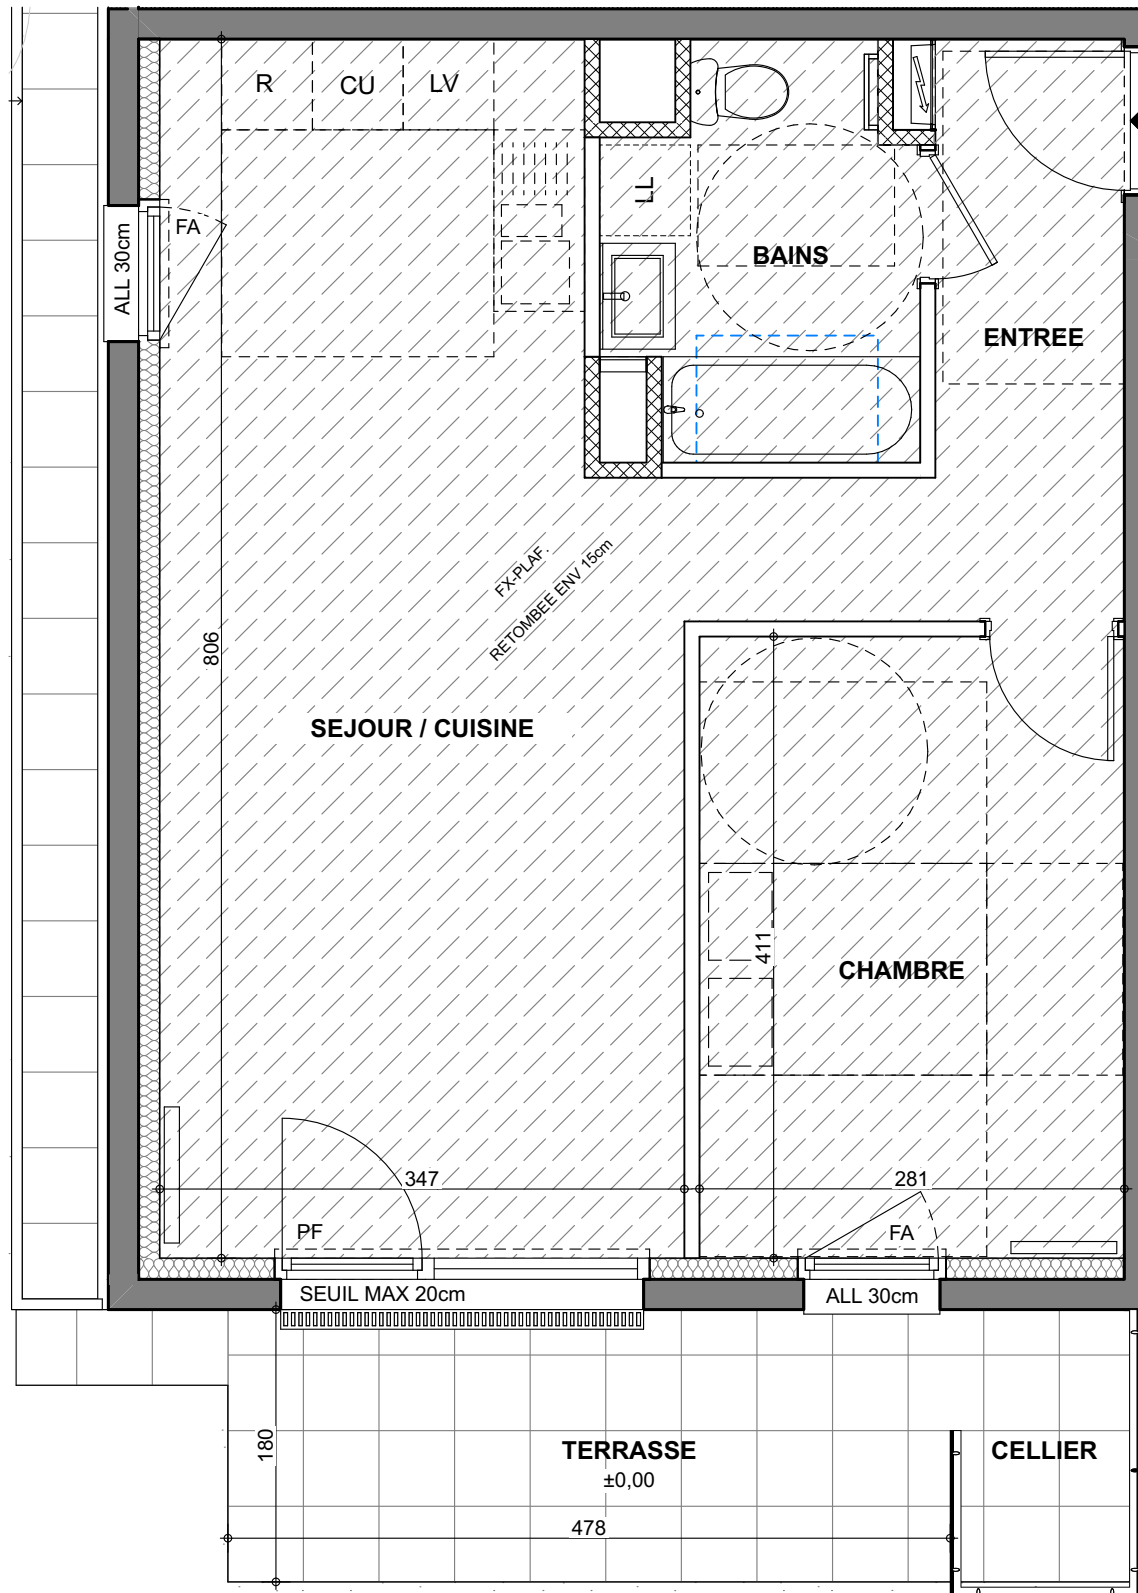 R
CU
LV
FA
ALL 30cm
LL
BAINS
ENTREE
FX-PLAF.
RETOMBEE ENV 15cm
806
SEJOUR / CUISINE
411
CHAMBRE
347
281
PF
FA
SEUIL MAX 20cm
ALL 30cm
180
TERRASSE
±0,00
CELLIER
478